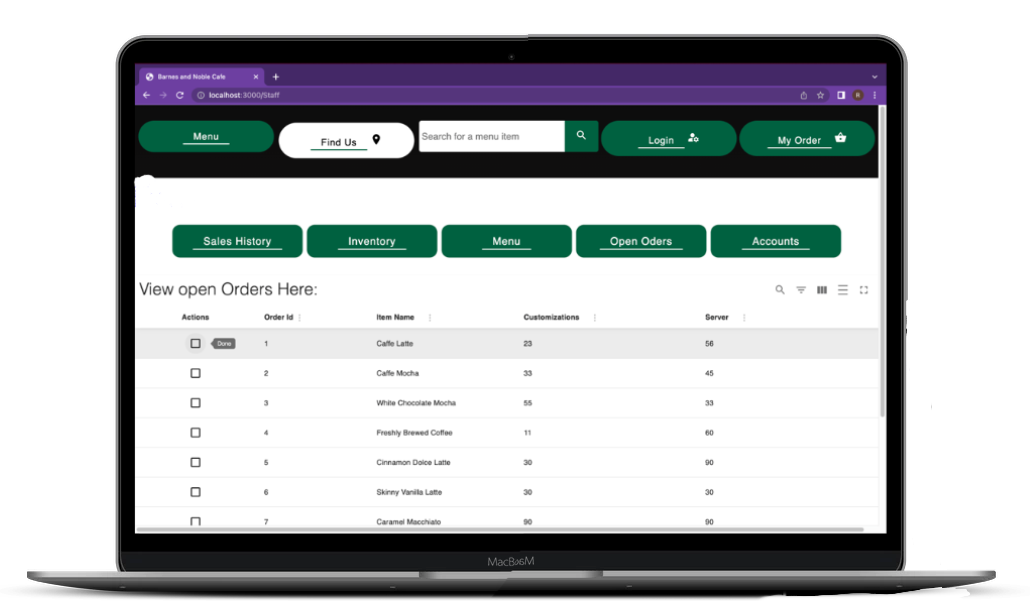 Barnes and Noble Cafe
localhost:3000/Staff
R
Menu
Find Us
Search for a menu item
Login
My Order
Sales History
Inventory
Menu
Open Oders
Accounts
View open Orders Here:
Actions Order Id Item Name Customizations Server
Done 1 Caffe Latte 23 56
2 Caffe Mocha 33 45
3 White Chocolate Mocha 55 33
4 Freshly Brewed Coffee 11 60
5 Cinnamon Dolce Latte 30 90
6 Skinny Vanilla Latte 30 30
7 Caramel Macchiato 90 90